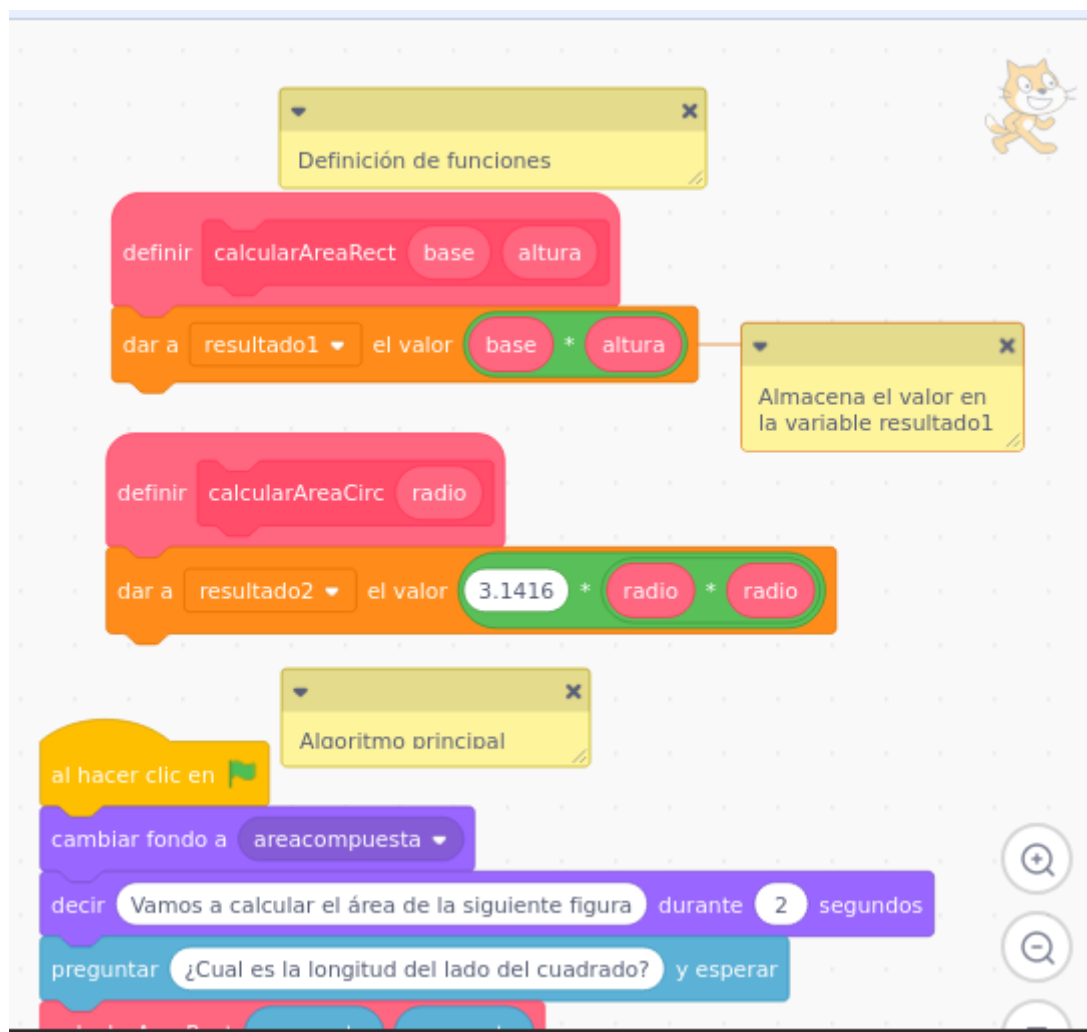 Definición de funciones
definir calcularAreaRect base altura
dar a resultado1 el valor base * altura
Almacena el valor en
la variable resultado1
definir calcularAreaCirc radio
dar a resultado2 el valor 3.1416 * radio * radio
Algoritmo principal
al hacer clic en
cambiar fondo a areacompuesta
decir Vamos a calcular el área de la siguiente figura durante 2 segundos
preguntar ¿Cual es la longitud del lado del cuadrado? y esperar